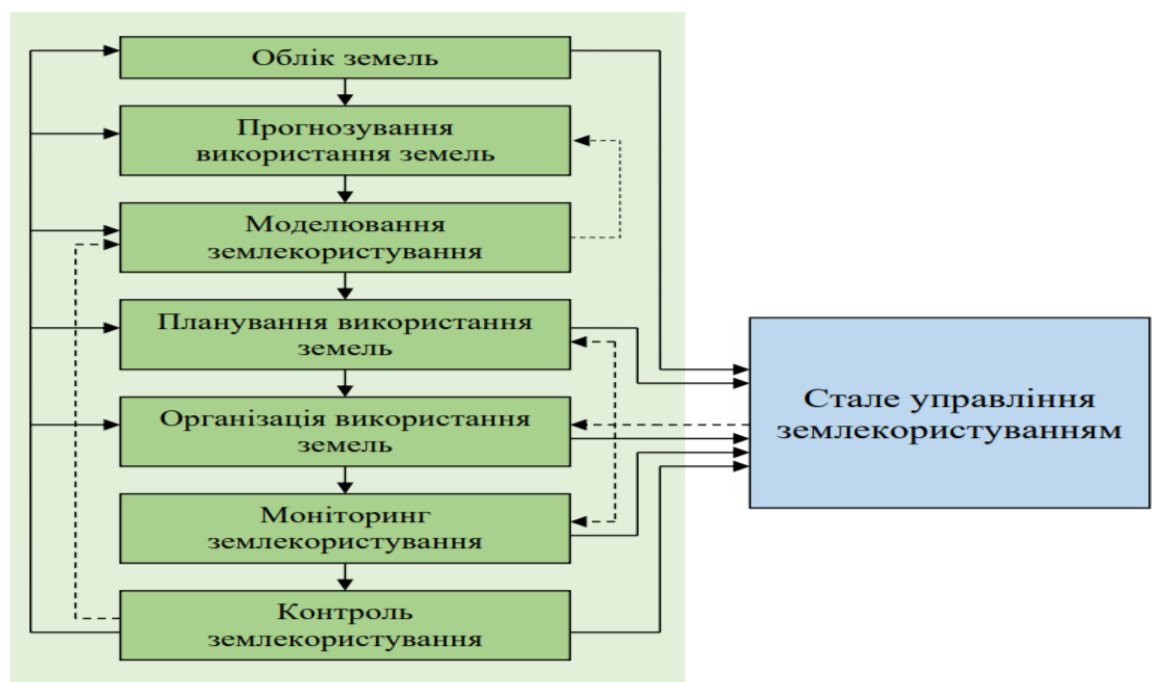 Облік земель
Прогнозування
використання земель
Моделювання
землекористування
Планування використання
земель
Організація використання
земель
Моніторинг
землекористування
Контроль
землекористування
Стале управління
землекористуванням